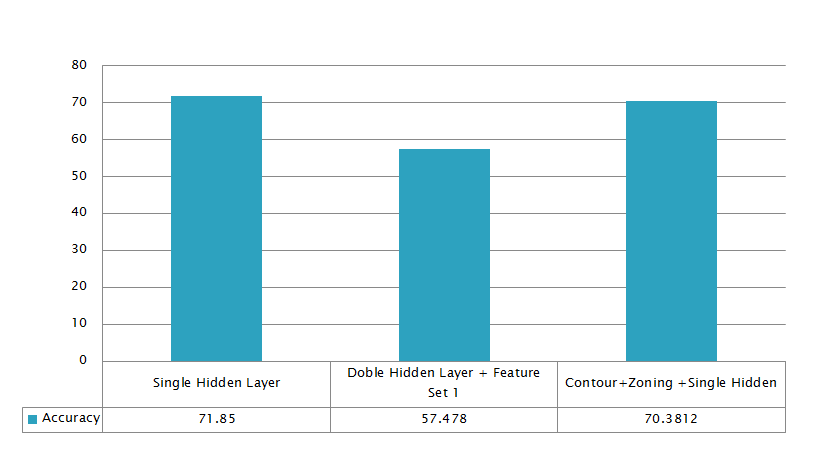 80
70
60
50
40
30
20
10
0
Single Hidden Layer
Doble Hidden Layer + Feature
Set 1
Contour+Zoning +Single Hidden
Accuracy 71.85 57.478 70.3812